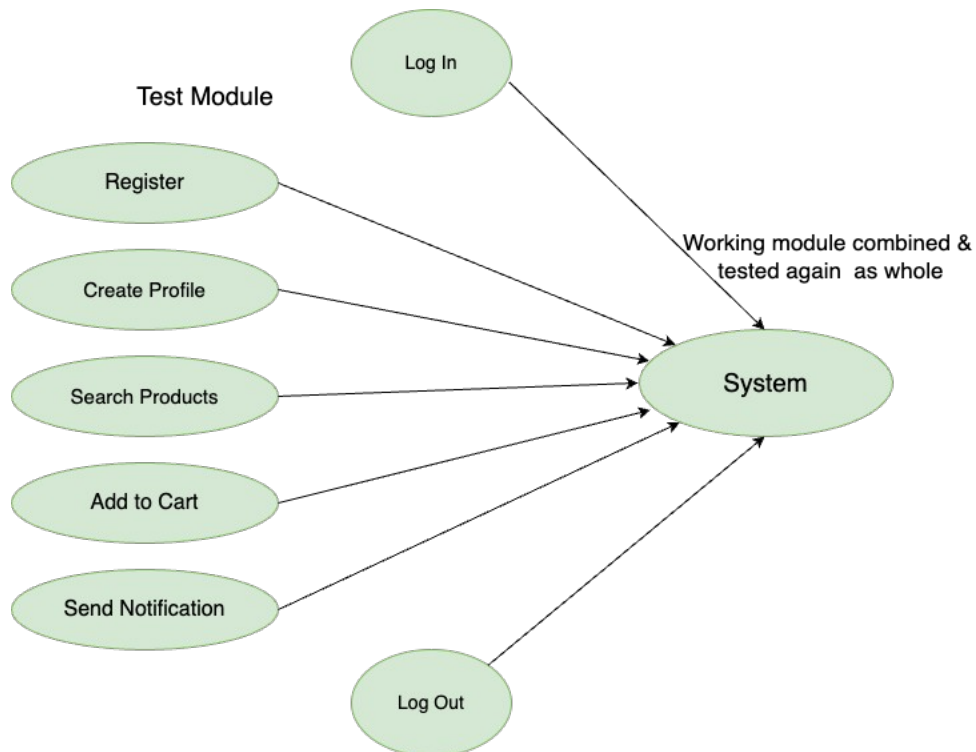 Log In
Test Module
Register
Create Profile
Search Products
Add to Cart
Send Notification
Log Out
Working module combined &
tested again  as whole
System